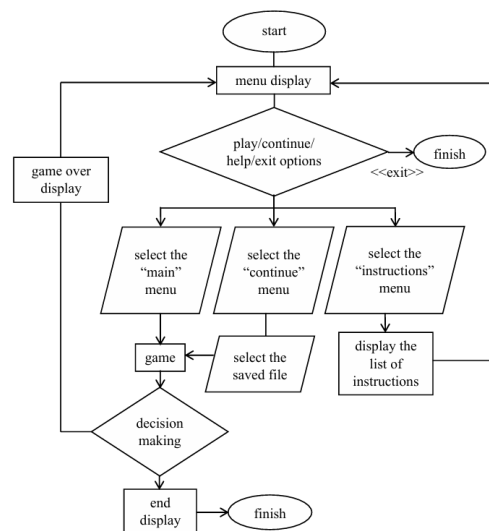 start
menu display
play/continue/
help/exit options
finish
<<exit>>
game over
display
select the
“main”
menu
select the
“continue”
menu
select the
“instructions”
menu
game
select the
saved file
display the
list of
instructions
decision
making
end
display
finish